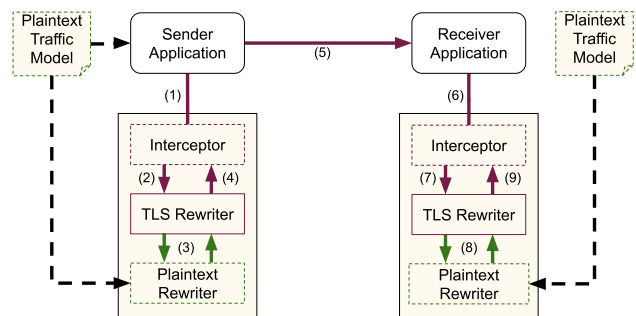 Plaintext
Traffic
Model
Sender
Application
(5)
Receiver
Application
Plaintext
Traffic
Model
(1)
(6)
Interceptor
(2)
(4)
TLS Rewriter
(3)
Plaintext
Rewriter
Interceptor
(7)
(9)
TLS Rewriter
(8)
Plaintext
Rewriter